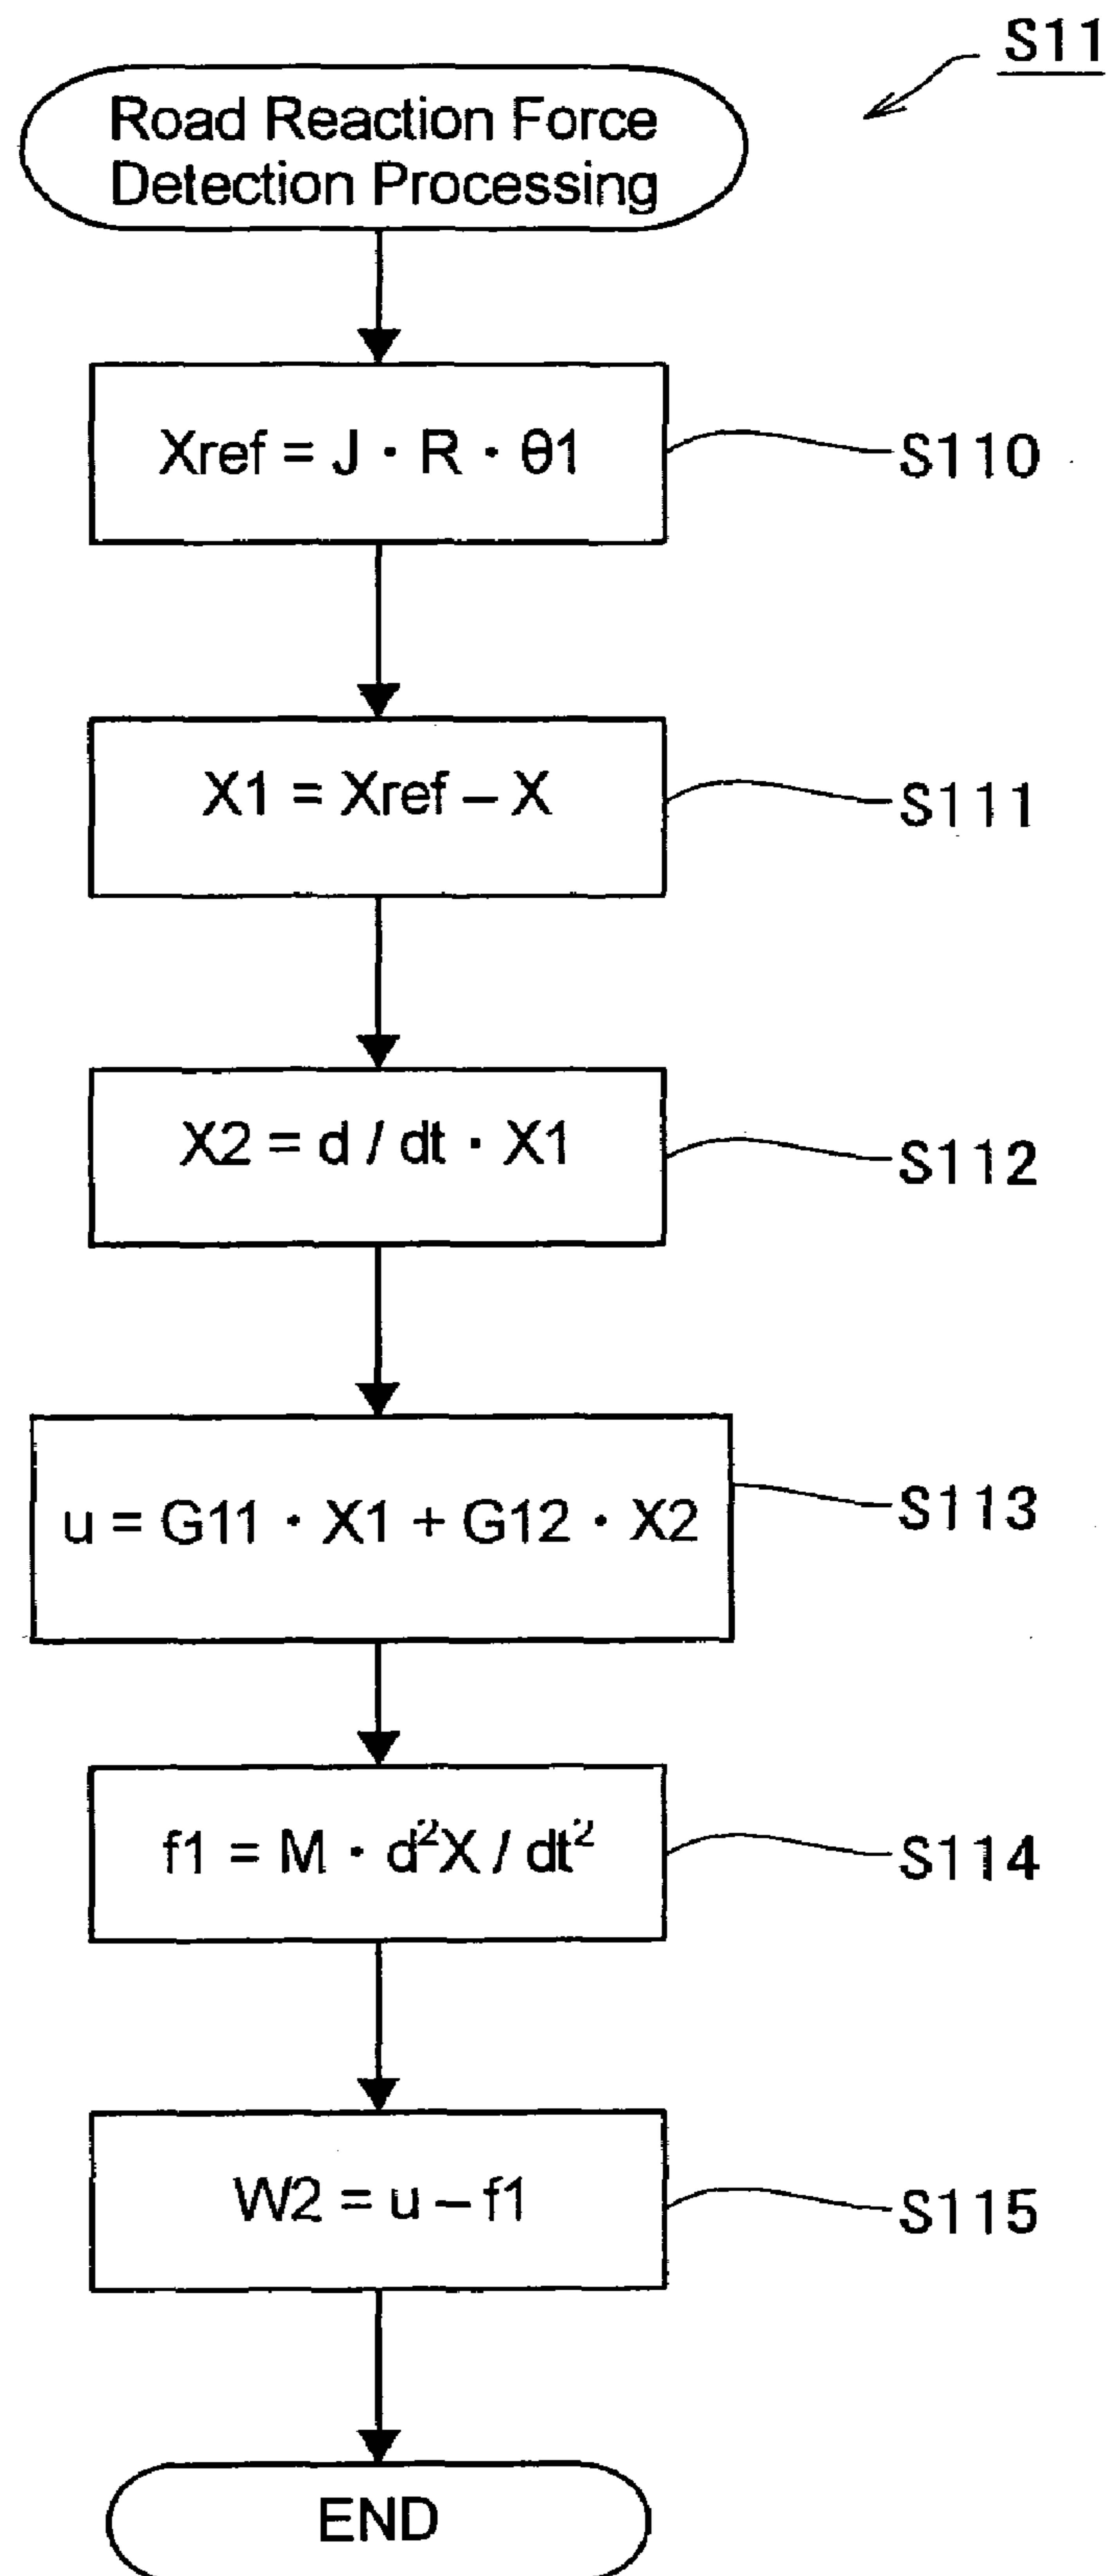 S11
Road Reaction Force
Detection Processing
Xref = J · R · θ1
S110
X1 = Xref – X
S111
X2 = d / dt · X1
S112
u = G11 · X1 + G12 · X2
S113
f1 = M · d²X / dt²
S114
W2 = u – f1
S115
END